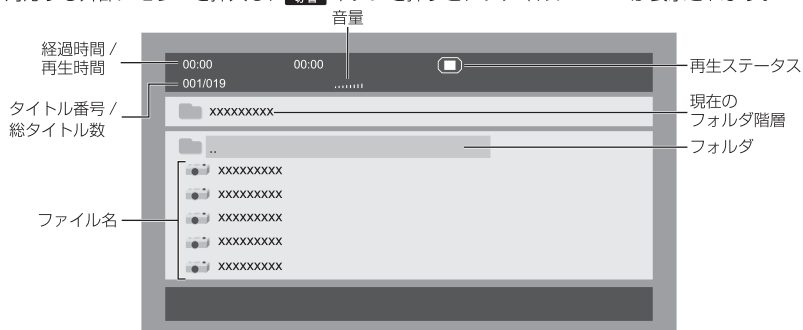 音量
経過時間 /
再生時間
00:00 00:00
再生ステータス
001/019
タイトル番号 /
総タイトル数
xxxxxxxxx
現在の
フォルダ階層
..
フォルダ
xxxxxxxxx
xxxxxxxxx
ファイル名
xxxxxxxxx
xxxxxxxxx
xxxxxxxxx